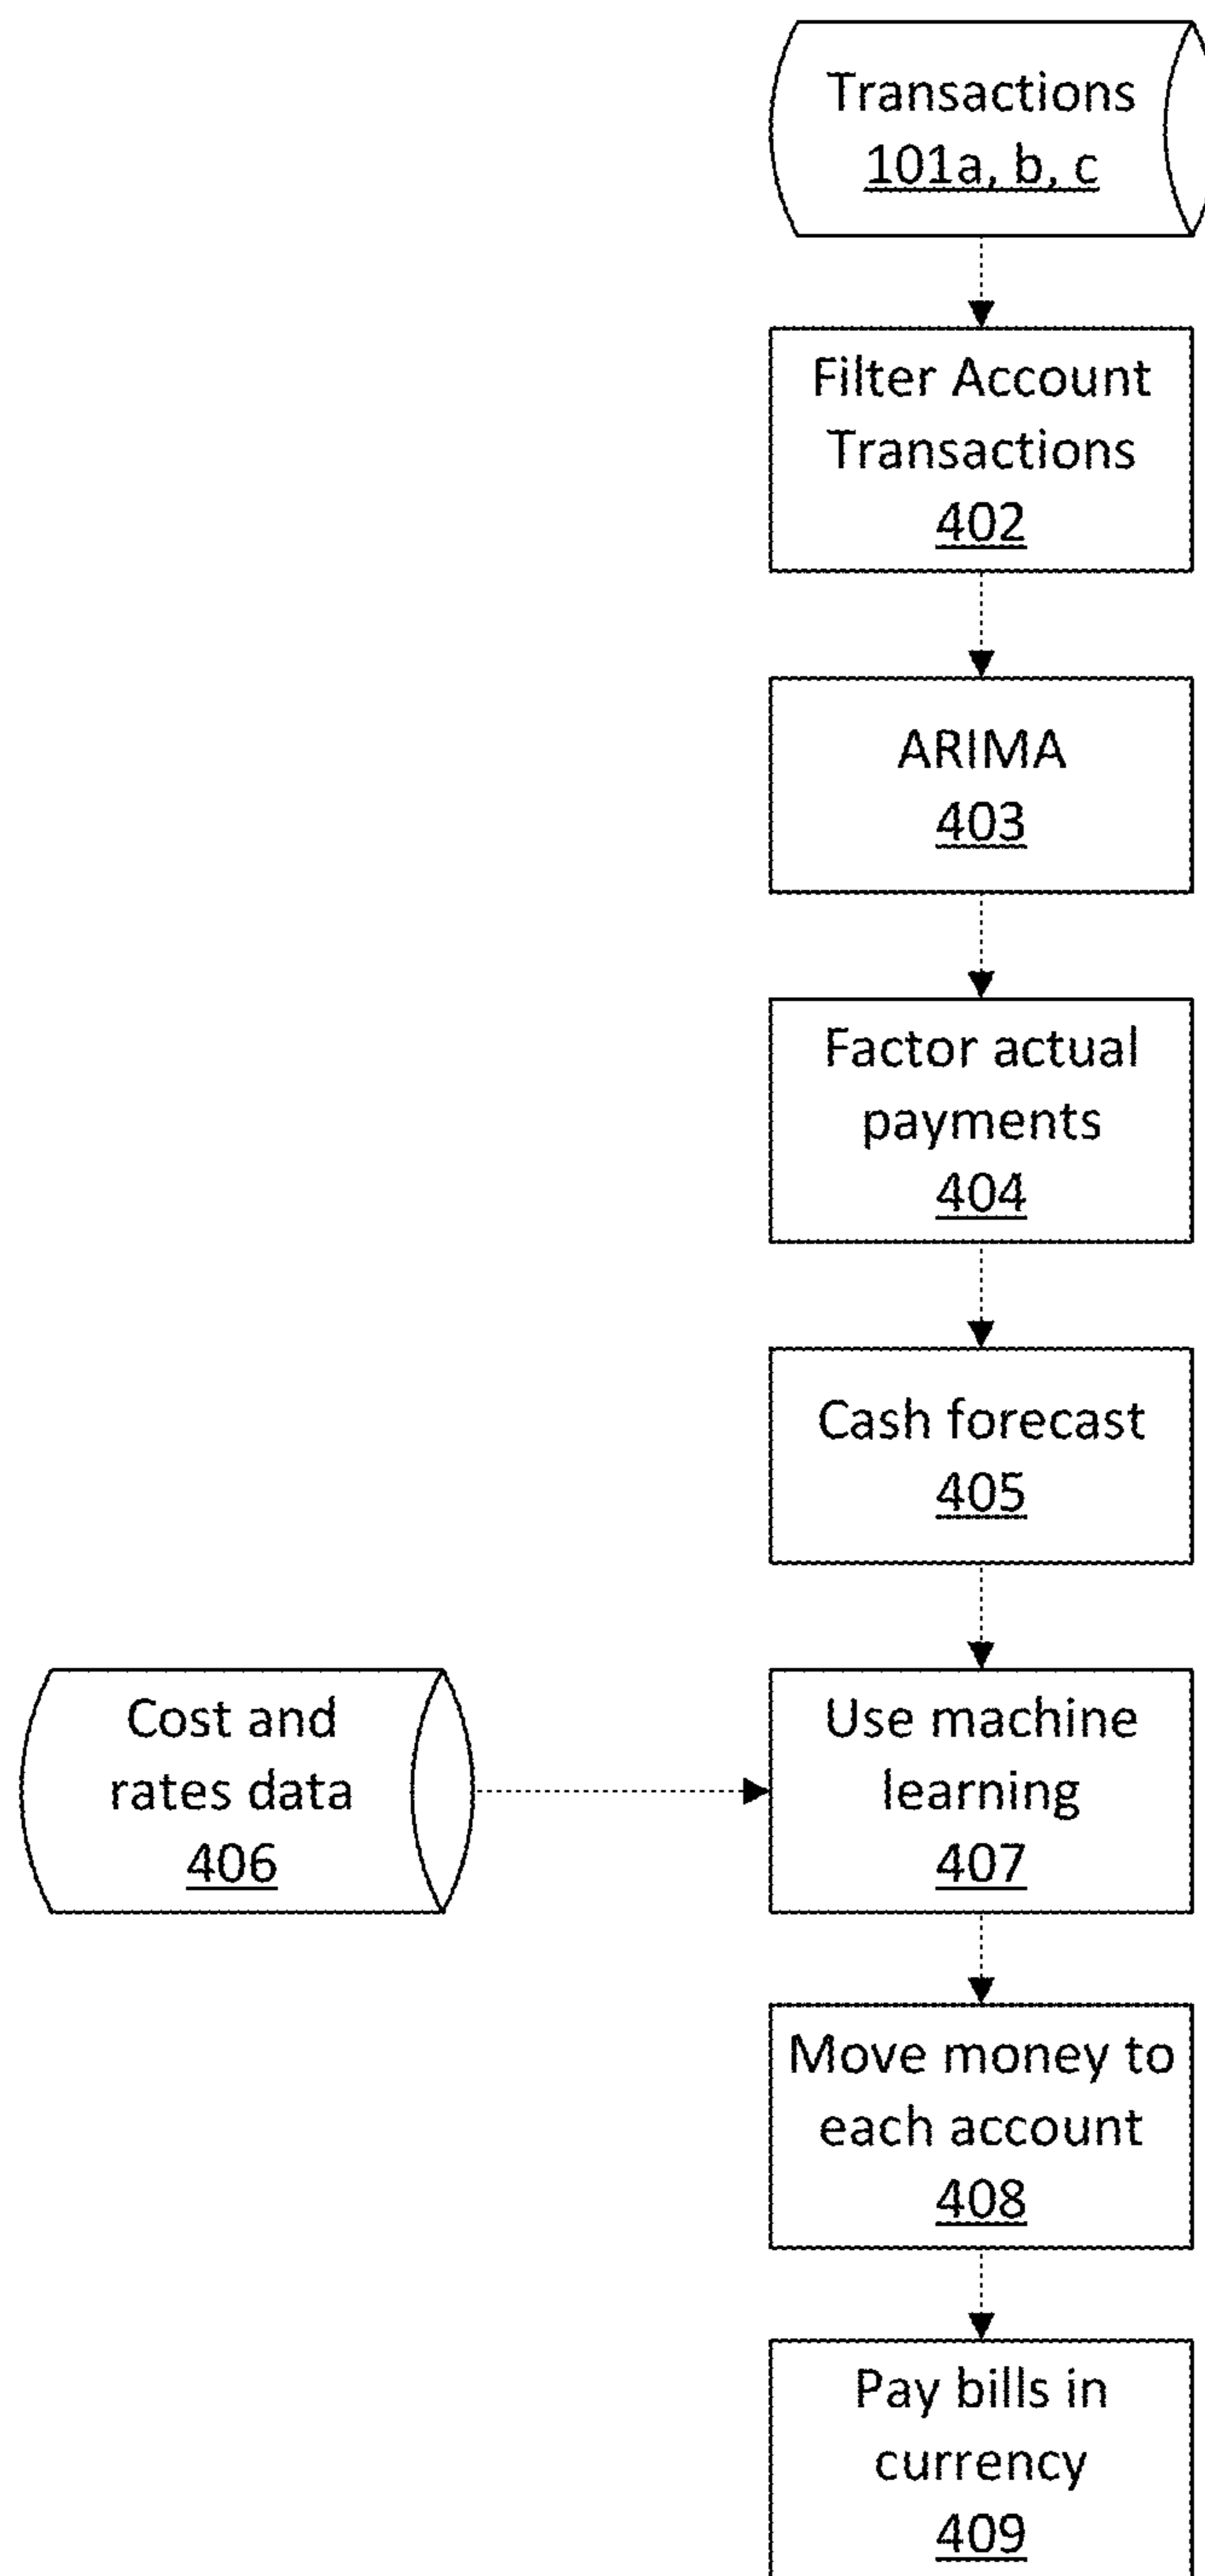 Transactions
101a, b, c
Filter Account
Transactions
402
ARIMA
403
Factor actual
payments
404
Cash forecast
405
Cost and
rates data
406
Use machine
learning
407
Move money to
each account
408
Pay bills in
currency
409